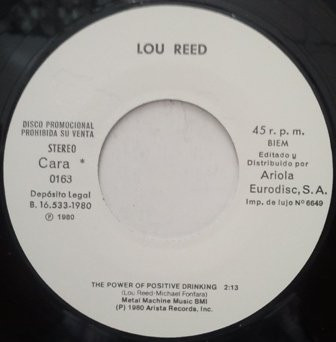 LOU REED
DISCO PROMOCIONAL
PROHIBIDA SU VENTA
STEREO
Cara *
0163
Depósito Legal
B. 16.533-1980
Ⓟ 1980
45 r. p. m.
BIEM
Editado y
Distribuido por
Ariola
Eurodisc, S. A.
Imp. de lujo Nº 6649
THE POWER OF POSITIVE DRINKING 2:13
(Lou Reed-Michael Fonfara)
Metal Machine Music BMI
(P) 1980 Arista Records, Inc.